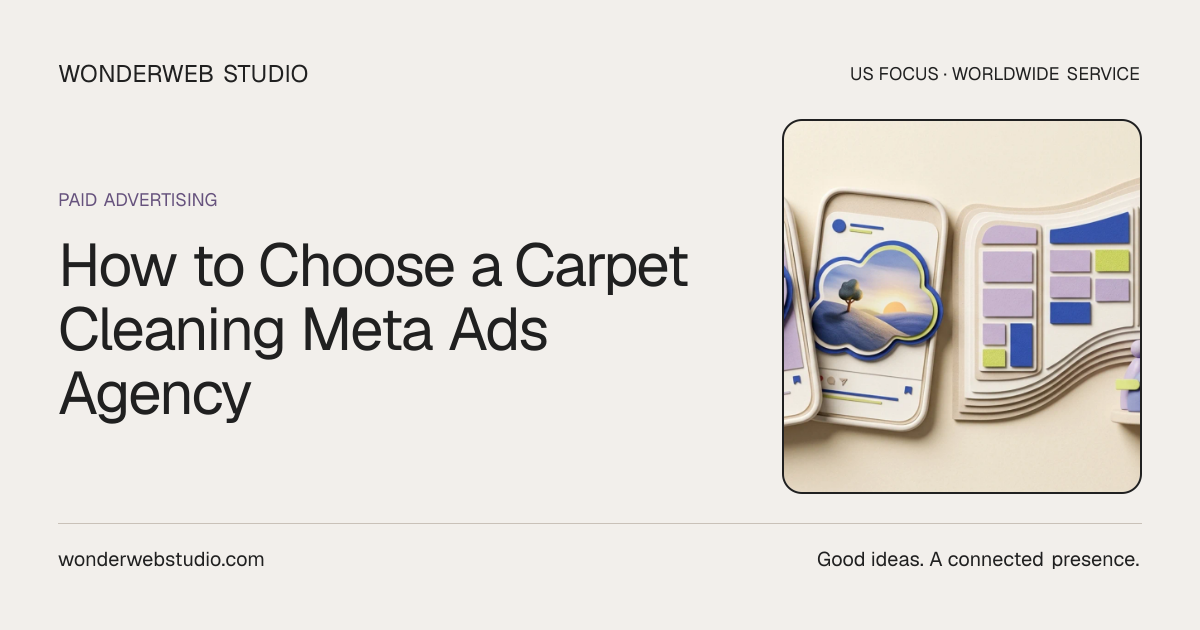 WONDERWEB STUDIO
US FOCUS · WORLDWIDE SERVICE
PAID ADVERTISING
How to Choose a Carpet
Cleaning Meta Ads
Agency
wonderwebstudio.com
Good ideas. A connected presence.